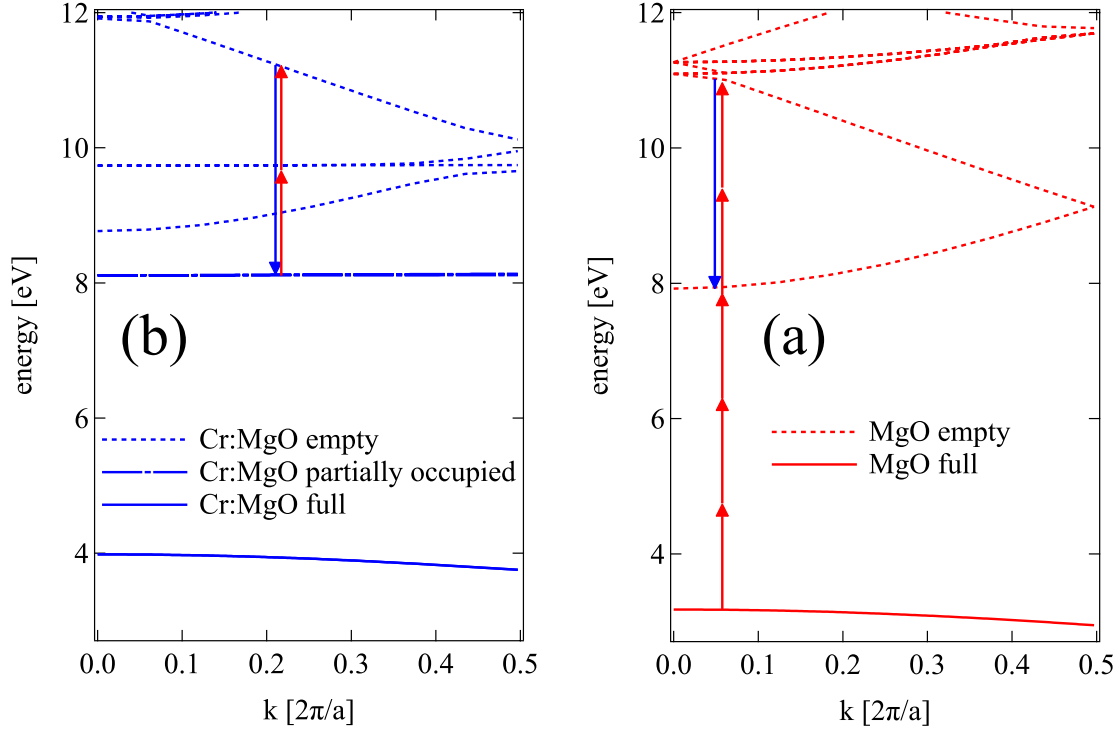 12
10
8
6
4
energy [eV]
(b)
Cr:MgO empty
Cr:MgO partially occupied
Cr:MgO full
0.0 0.1 0.2 0.3 0.4 0.5
k [2π/a]
12
10
8
6
4
energy [eV]
(a)
MgO empty
MgO full
0.0 0.1 0.2 0.3 0.4 0.5
k [2π/a]